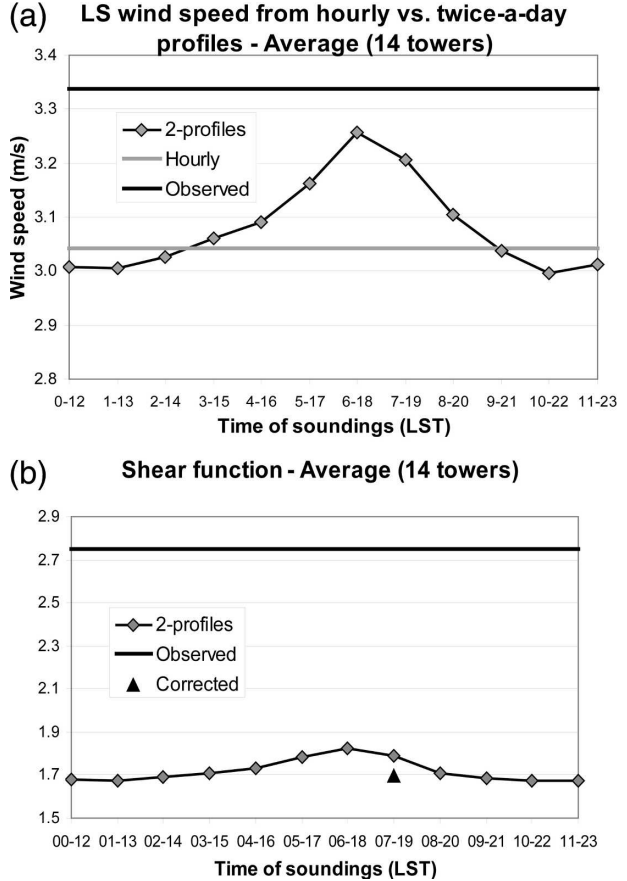 (a) LS wind speed from hourly vs. twice-a-day
profiles - Average (14 towers)
3.4
3.3
3.2
3.1
3.0
2.9
2.8
Wind speed (m/s)
2-profiles
Hourly
Observed
0-12 1-13 2-14 3-15 4-16 5-17 6-18 7-19 8-20 9-21 10-22 11-23
Time of soundings (LST)
(b) Shear function - Average (14 towers)
2.9
2.7
2.5
2.3
2.1
1.9
1.7
1.5
2-profiles
Observed
Corrected
00-12 01-13 02-14 03-15 04-16 05-17 06-18 07-19 08-20 09-21 10-22 11-23
Time of soundings (LST)